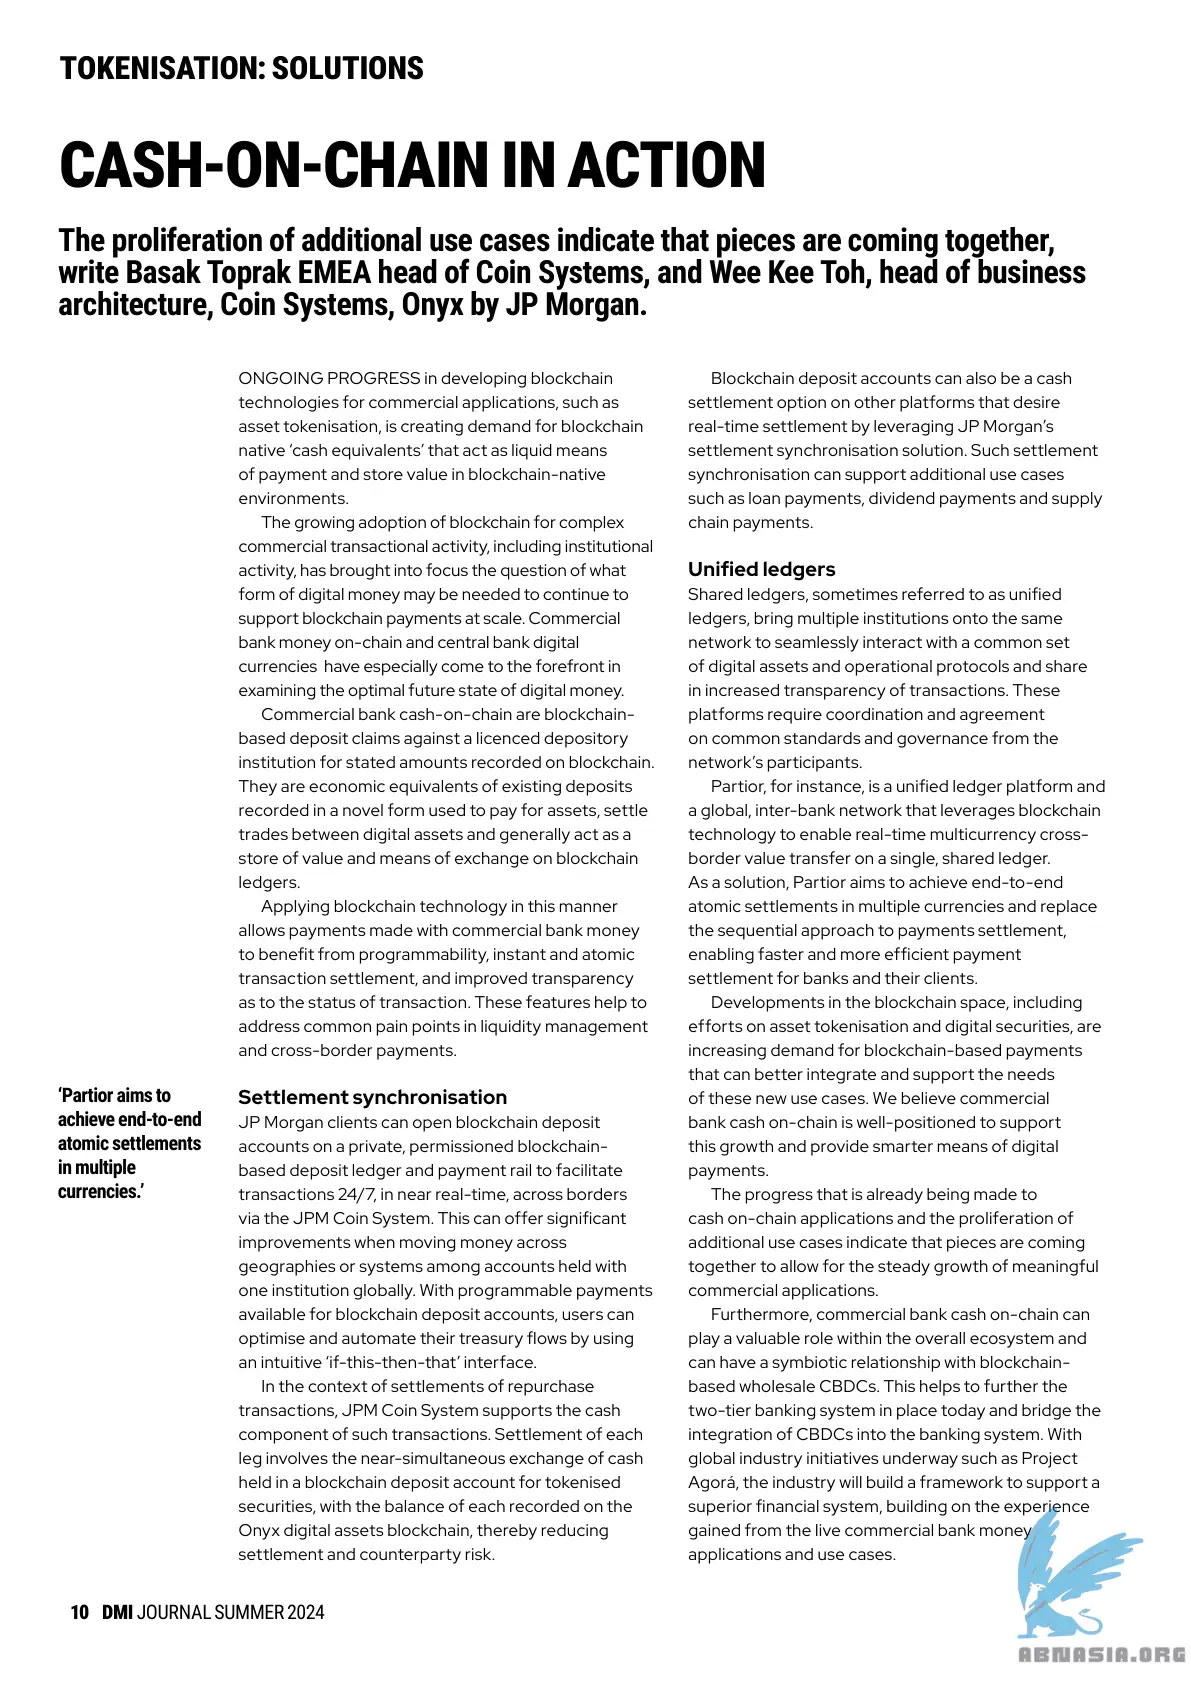 TOKENISATION: SOLUTIONS
CASH-ON-CHAIN IN ACTION
The proliferation of additional use cases indicate that pieces are coming together,
write Basak Toprak EMEA head of Coin Systems, and Wee Kee Toh, head of business
architecture, Coin Systems, Onyx by JP Morgan.
ONGOING PROGRESS in developing blockchain
technologies for commercial applications, such as
asset tokenisation, is creating demand for blockchain
native ‘cash equivalents’ that act as liquid means
of payment and store value in blockchain-native
environments.
The growing adoption of blockchain for complex
commercial transactional activity, including institutional
activity, has brought into focus the question of what
form of digital money may be needed to continue to
support blockchain payments at scale. Commercial
bank money on-chain and central bank digital
currencies  have especially come to the forefront in
examining the optimal future state of digital money.
Commercial bank cash-on-chain are blockchain-
based deposit claims against a licenced depository
institution for stated amounts recorded on blockchain.
They are economic equivalents of existing deposits
recorded in a novel form used to pay for assets, settle
trades between digital assets and generally act as a
store of value and means of exchange on blockchain
ledgers.
Applying blockchain technology in this manner
allows payments made with commercial bank money
to benefit from programmability, instant and atomic
transaction settlement, and improved transparency
as to the status of transaction. These features help to
address common pain points in liquidity management
and cross-border payments.
‘Partior aims to
achieve end-to-end
atomic settlements
in multiple
currencies.’
Settlement synchronisation
JP Morgan clients can open blockchain deposit
accounts on a private, permissioned blockchain-
based deposit ledger and payment rail to facilitate
transactions 24/7, in near real-time, across borders
via the JPM Coin System. This can offer significant
improvements when moving money across
geographies or systems among accounts held with
one institution globally. With programmable payments
available for blockchain deposit accounts, users can
optimise and automate their treasury flows by using
an intuitive ‘if-this-then-that’ interface.
In the context of settlements of repurchase
transactions, JPM Coin System supports the cash
component of such transactions. Settlement of each
leg involves the near-simultaneous exchange of cash
held in a blockchain deposit account for tokenised
securities, with the balance of each recorded on the
Onyx digital assets blockchain, thereby reducing
settlement and counterparty risk.
Blockchain deposit accounts can also be a cash
settlement option on other platforms that desire
real-time settlement by leveraging JP Morgan’s
settlement synchronisation solution. Such settlement
synchronisation can support additional use cases
such as loan payments, dividend payments and supply
chain payments.
Unified ledgers
Shared ledgers, sometimes referred to as unified
ledgers, bring multiple institutions onto the same
network to seamlessly interact with a common set
of digital assets and operational protocols and share
in increased transparency of transactions. These
platforms require coordination and agreement
on common standards and governance from the
network’s participants.
Partior, for instance, is a unified ledger platform and
a global, inter-bank network that leverages blockchain
technology to enable real-time multicurrency cross-
border value transfer on a single, shared ledger.
As a solution, Partior aims to achieve end-to-end
atomic settlements in multiple currencies and replace
the sequential approach to payments settlement,
enabling faster and more efficient payment
settlement for banks and their clients.
Developments in the blockchain space, including
efforts on asset tokenisation and digital securities, are
increasing demand for blockchain-based payments
that can better integrate and support the needs
of these new use cases. We believe commercial
bank cash on-chain is well-positioned to support
this growth and provide smarter means of digital
payments.
The progress that is already being made to
cash on-chain applications and the proliferation of
additional use cases indicate that pieces are coming
together to allow for the steady growth of meaningful
commercial applications.
Furthermore, commercial bank cash on-chain can
play a valuable role within the overall ecosystem and
can have a symbiotic relationship with blockchain-
based wholesale CBDCs. This helps to further the
two-tier banking system in place today and bridge the
integration of CBDCs into the banking system. With
global industry initiatives underway such as Project
Agorá, the industry will build a framework to support a
superior financial system, building on the experience
gained from the live commercial bank money
applications and use cases.
10 DMI JOURNAL SUMMER 2024
ABNASIA.ORG